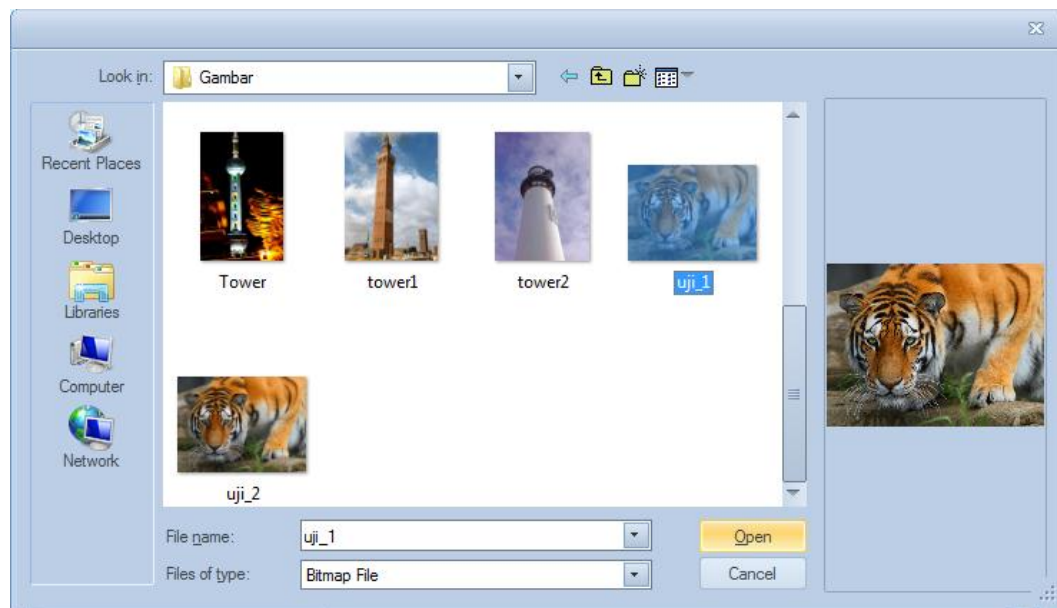 Look in:
Gambar
Recent Places
Desktop
Libraries
Computer
Network
Tower
tower1
tower2
uji_1
uji_2
File name:
uji_1
Open
Files of type:
Bitmap File
Cancel